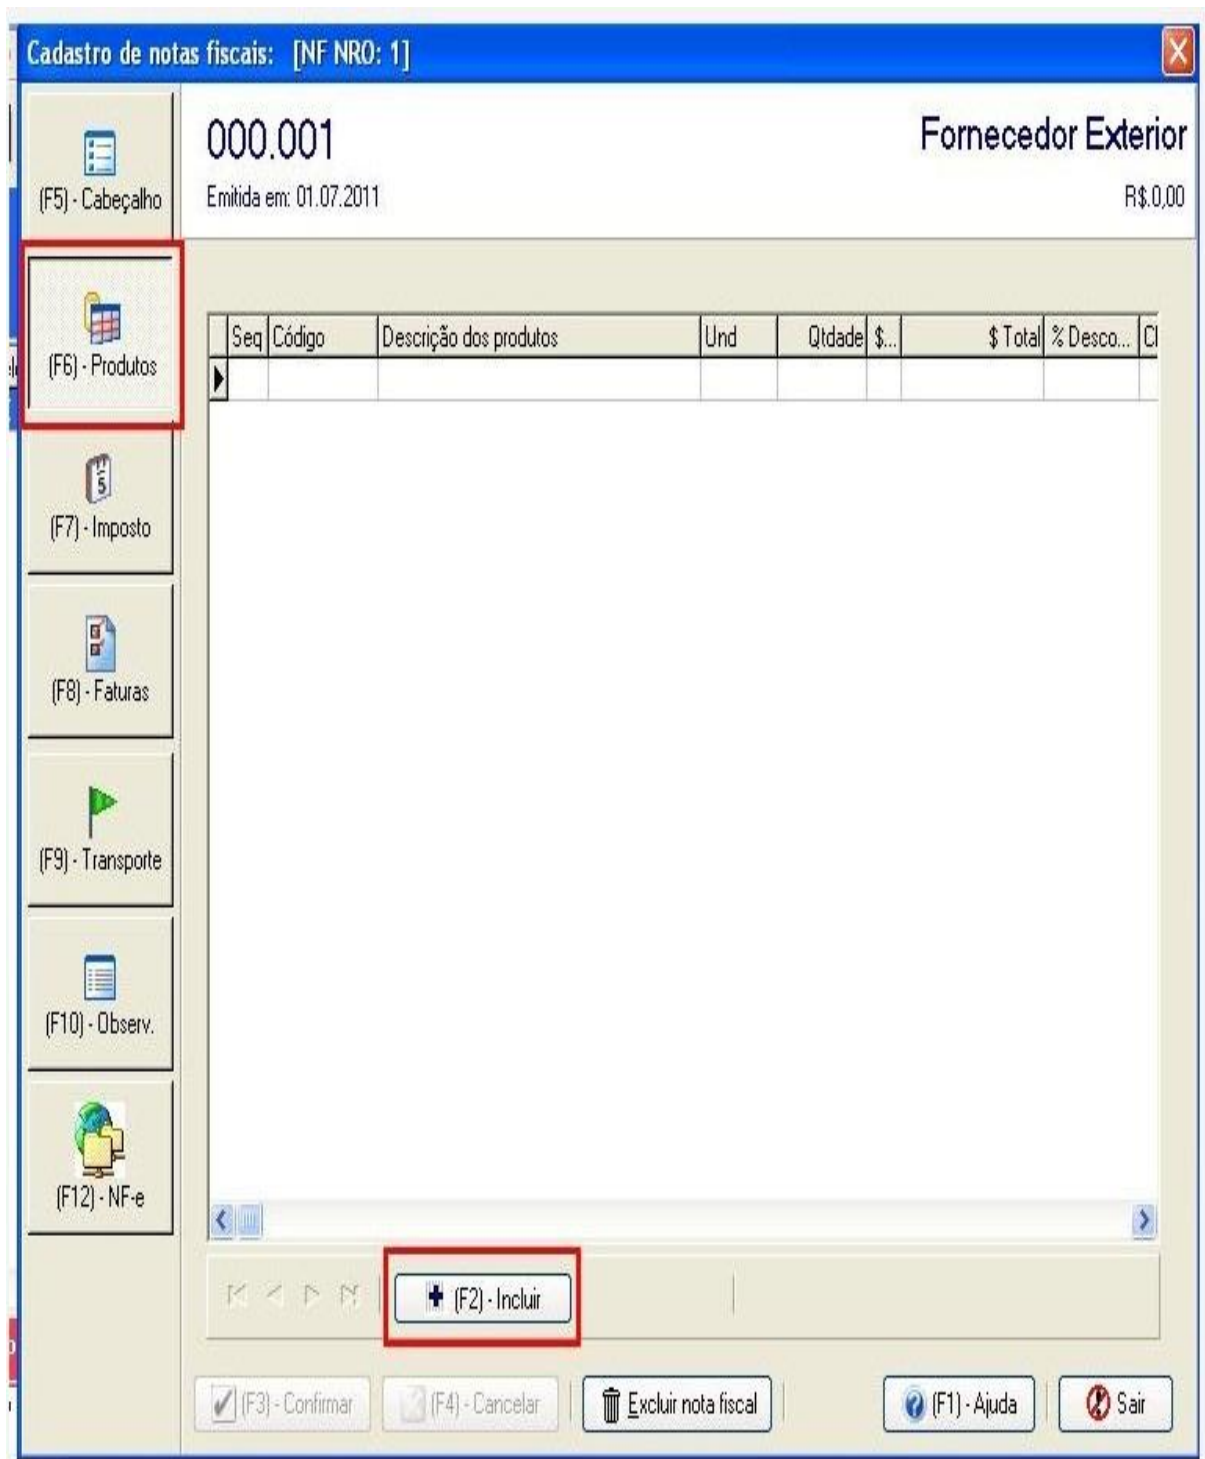 Cadastro de notas fiscais: [NF NRO: 1]
(F5) - Cabeçalho
000.001
Fornecedor Exterior
Emitida em: 01.07.2011
R$.0,00
(F6) - Produtos
Seq Código Descrição dos produtos Und Qtdade $... $ Total % Desco... Cl
(F7) - Imposto
(F8) - Faturas
(F9) - Transporte
(F10) - Observ.
(F12) - NF-e
(F2) - Incluir
(F3) - Confirmar
(F4) - Cancelar
Excluir nota fiscal
(F1) - Ajuda
Sair